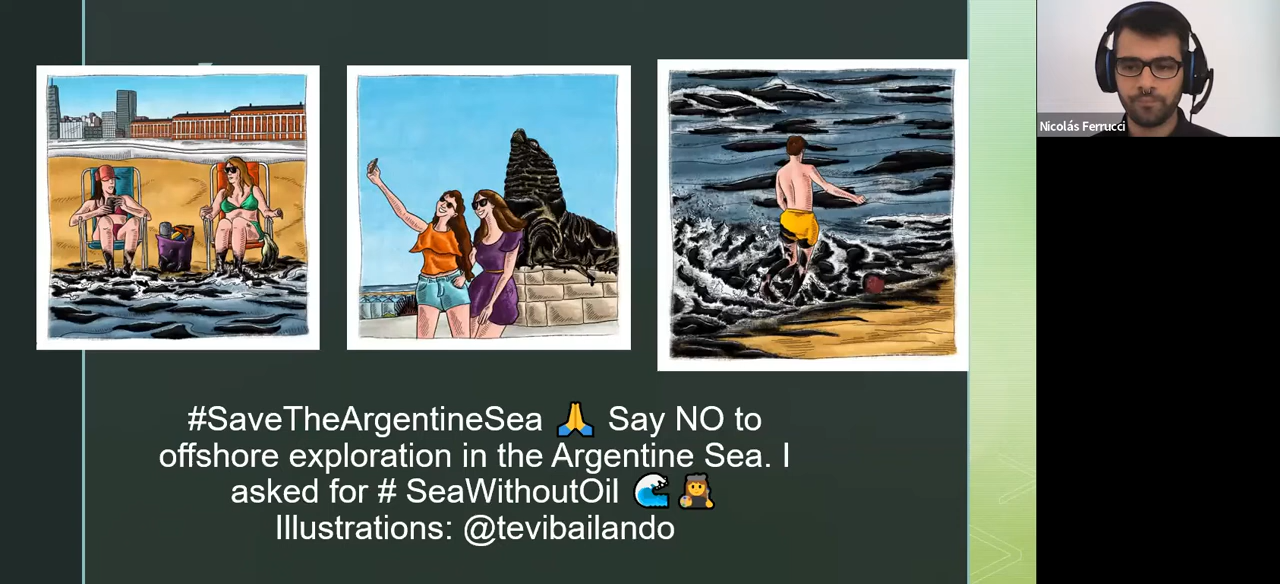 Nicolás Ferrucci
#SaveTheArgentineSea 🙏 Say NO to
offshore exploration in the Argentine Sea. I
asked for # SeaWithoutOil 🌊👩‍🎨
Illustrations: @tevibailando